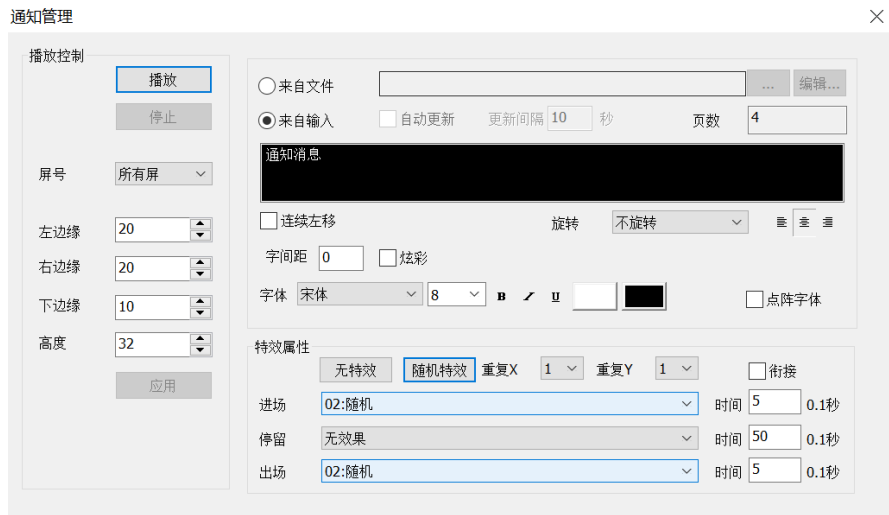 通知管理
播放控制
播放
停止
屏号 所有屏
左边缘 20
右边缘 20
下边缘 10
高度 32
应用
来自文件 ... 编辑...
来自输入 自动更新 更新间隔 10 秒 页数 4
通知消息
连续左移 旋转 不旋转
字间距 0 炫彩
字体 宋体 8 B I U 点阵字体
特效属性
无特效 随机特效 重复X 1 重复Y 1 衔接
进场 02:随机 时间 5 0.1秒
停留 无效果 时间 50 0.1秒
出场 02:随机 时间 5 0.1秒